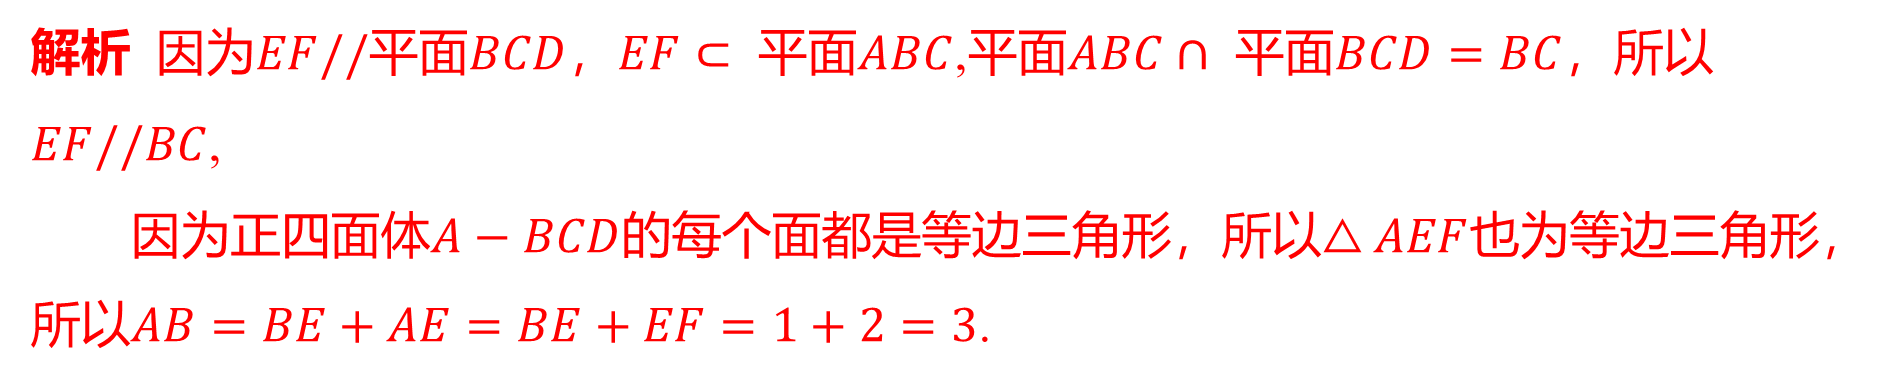 解析 因为EF//平面BCD，EF⊂ 平面ABC,平面ABC∩ 平面BCD=BC，所以
EF//BC,
因为正四面体A－BCD的每个面都是等边三角形，所以△ AEF也为等边三角形，
所以AB=BE+AE=BE+EF=1+2=3.